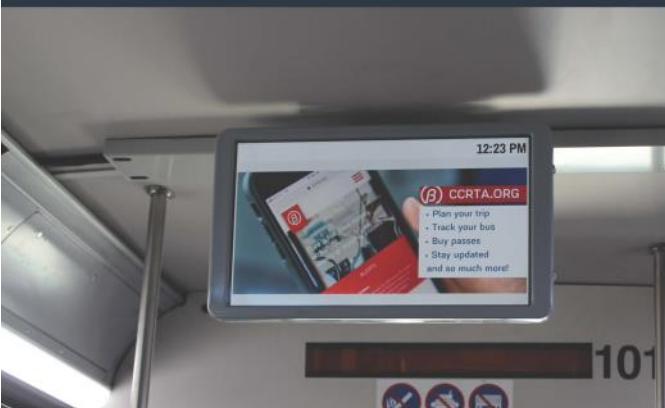 12:23 PM
CCRTA.ORG
• Plan your trip
• Track your bus
• Buy passes
• Stay updated
and so much more!
101